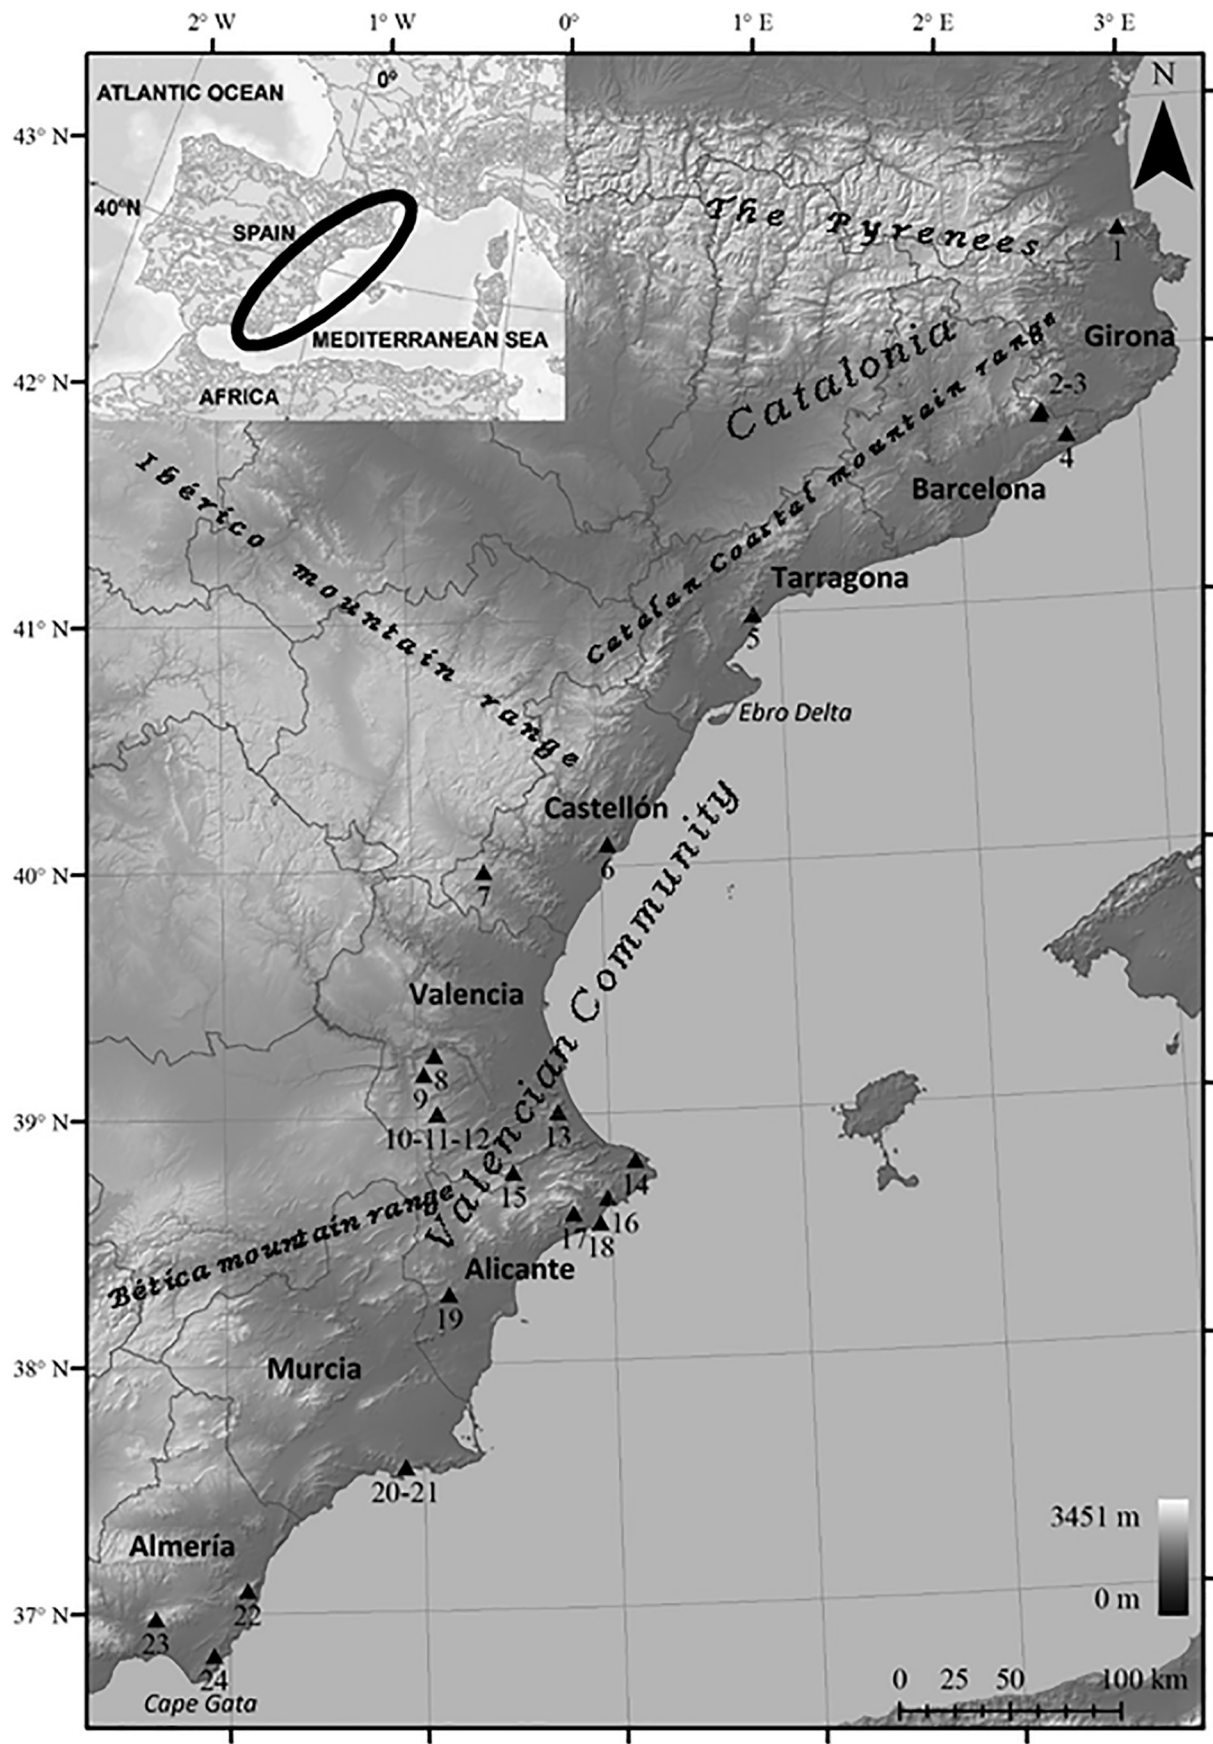 2° W 1° W 0° 1° E 2° E 3° E
N
ATLANTIC OCEAN
0°
43° N
40°N
SPAIN
MEDITERRANEAN SEA
AFRICA
The Pyrenees
1
Girona
42° N
Catalonia
Catalan Coastal mountain range
2-3
4
Barcelona
Ibérico mountain range
Tarragona
41° N
5
Ebro Delta
Castellón
6
40° N
7
Valencian Community
Valencia
8
9
39° N
10-11-12
13
14
15
16
17
18
Bética mountain range
Alicante
19
38° N
Murcia
20-21
3451 m
0 m
Almería
37° N
22
23
24
Cape Gata
0 25 50 100 km